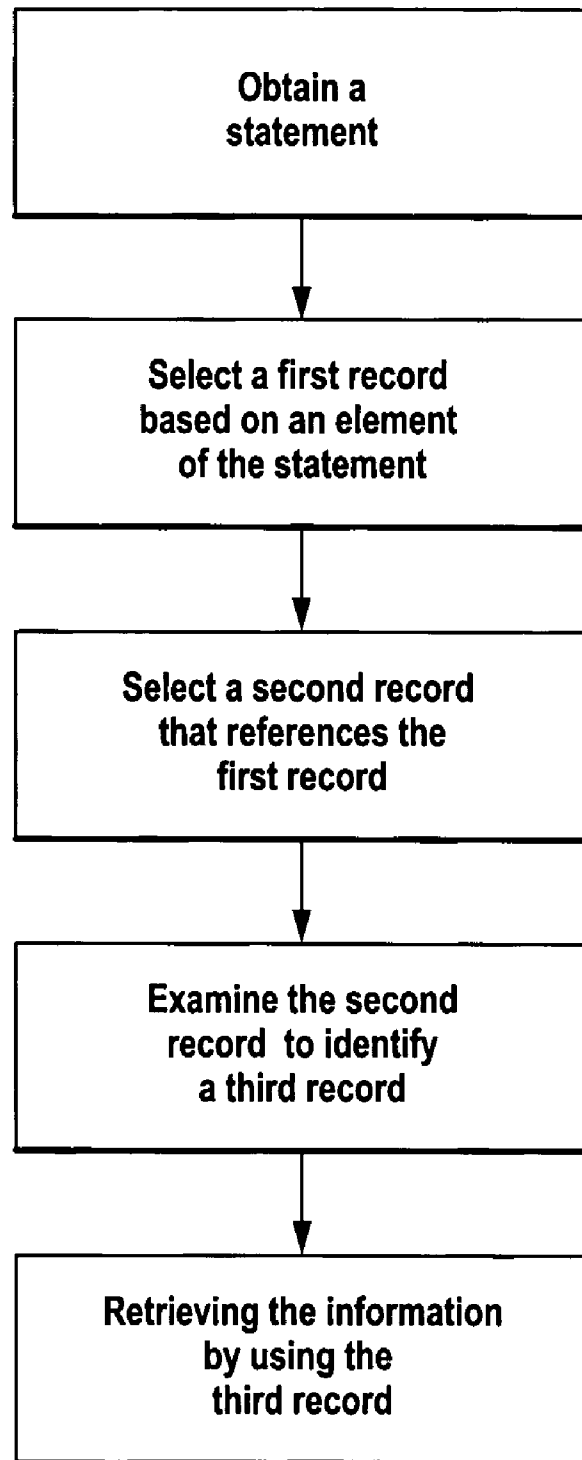 Obtain a
statement
Select a first record
based on an element
of the statement
Select a second record
that references the
first record
Examine the second
record to identify
a third record
Retrieving the information
by using the
third record